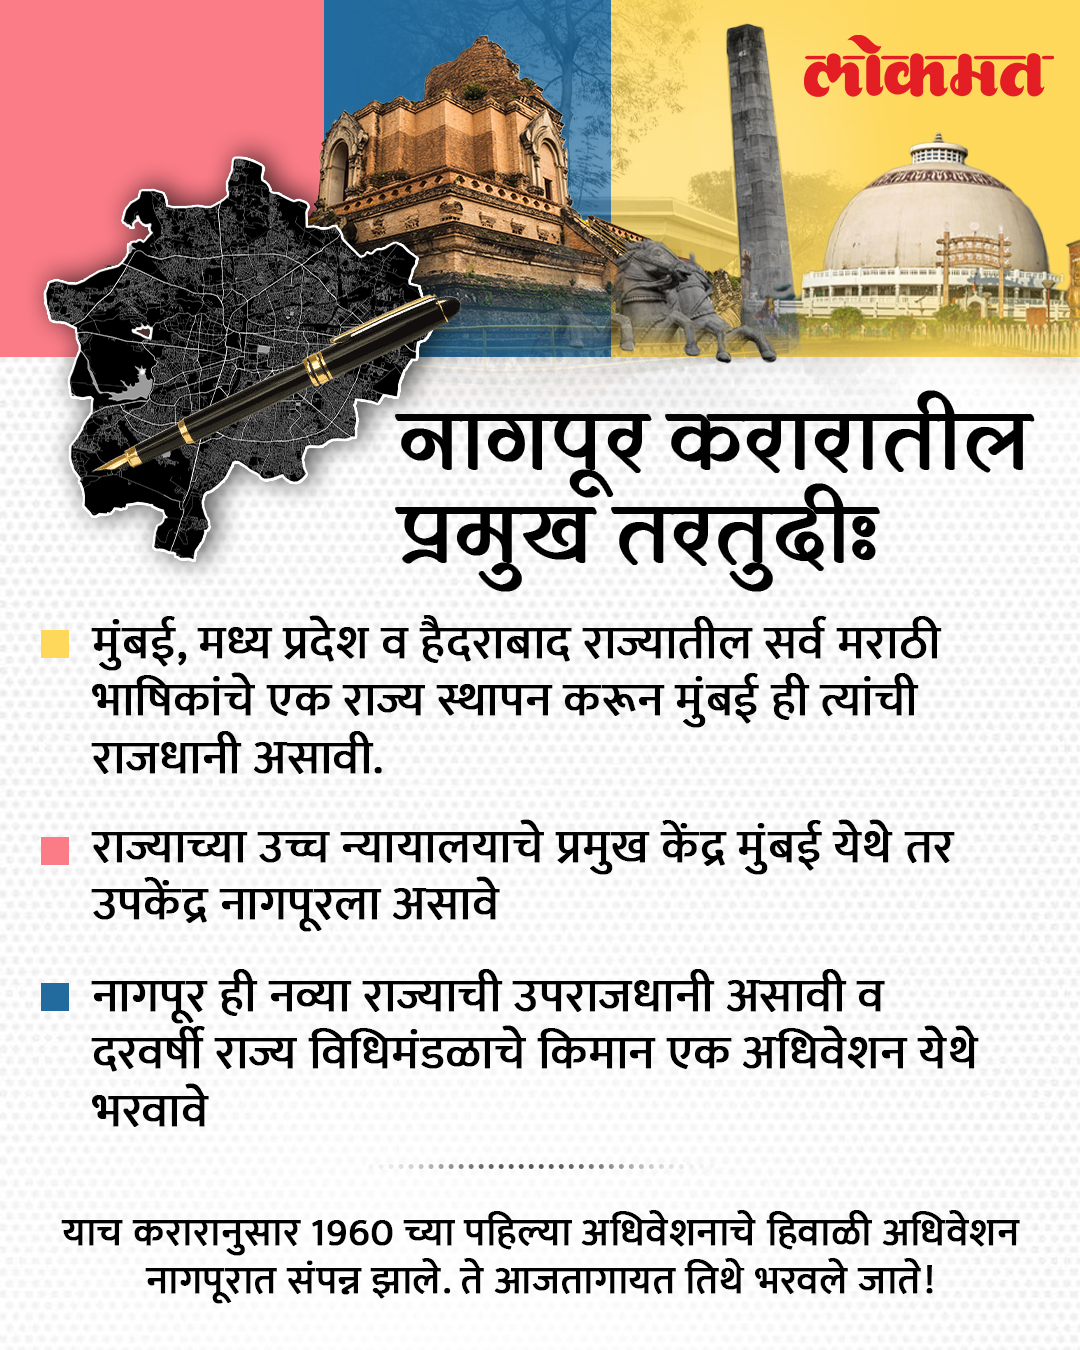 लोकमत
नागपूर करारातील
प्रमुख तरतुदीः
मुंबई, मध्य प्रदेश व हैदराबाद राज्यातील सर्व मराठी
भाषिकांचे एक राज्य स्थापन करून मुंबई ही त्यांची
राजधानी असावी.
राज्याच्या उच्च न्यायालयाचे प्रमुख केंद्र मुंबई येथे तर
उपकेंद्र नागपूरला असावे
नागपूर ही नव्या राज्याची उपराजधानी असावी व
दरवर्षी राज्य विधिमंडळाचे किमान एक अधिवेशन येथे
भरवावे
याच करारानुसार 1960 च्या पहिल्या अधिवेशनाचे हिवाळी अधिवेशन
नागपूरात संपन्न झाले. ते आजतागायत तिथे भरवले जाते!